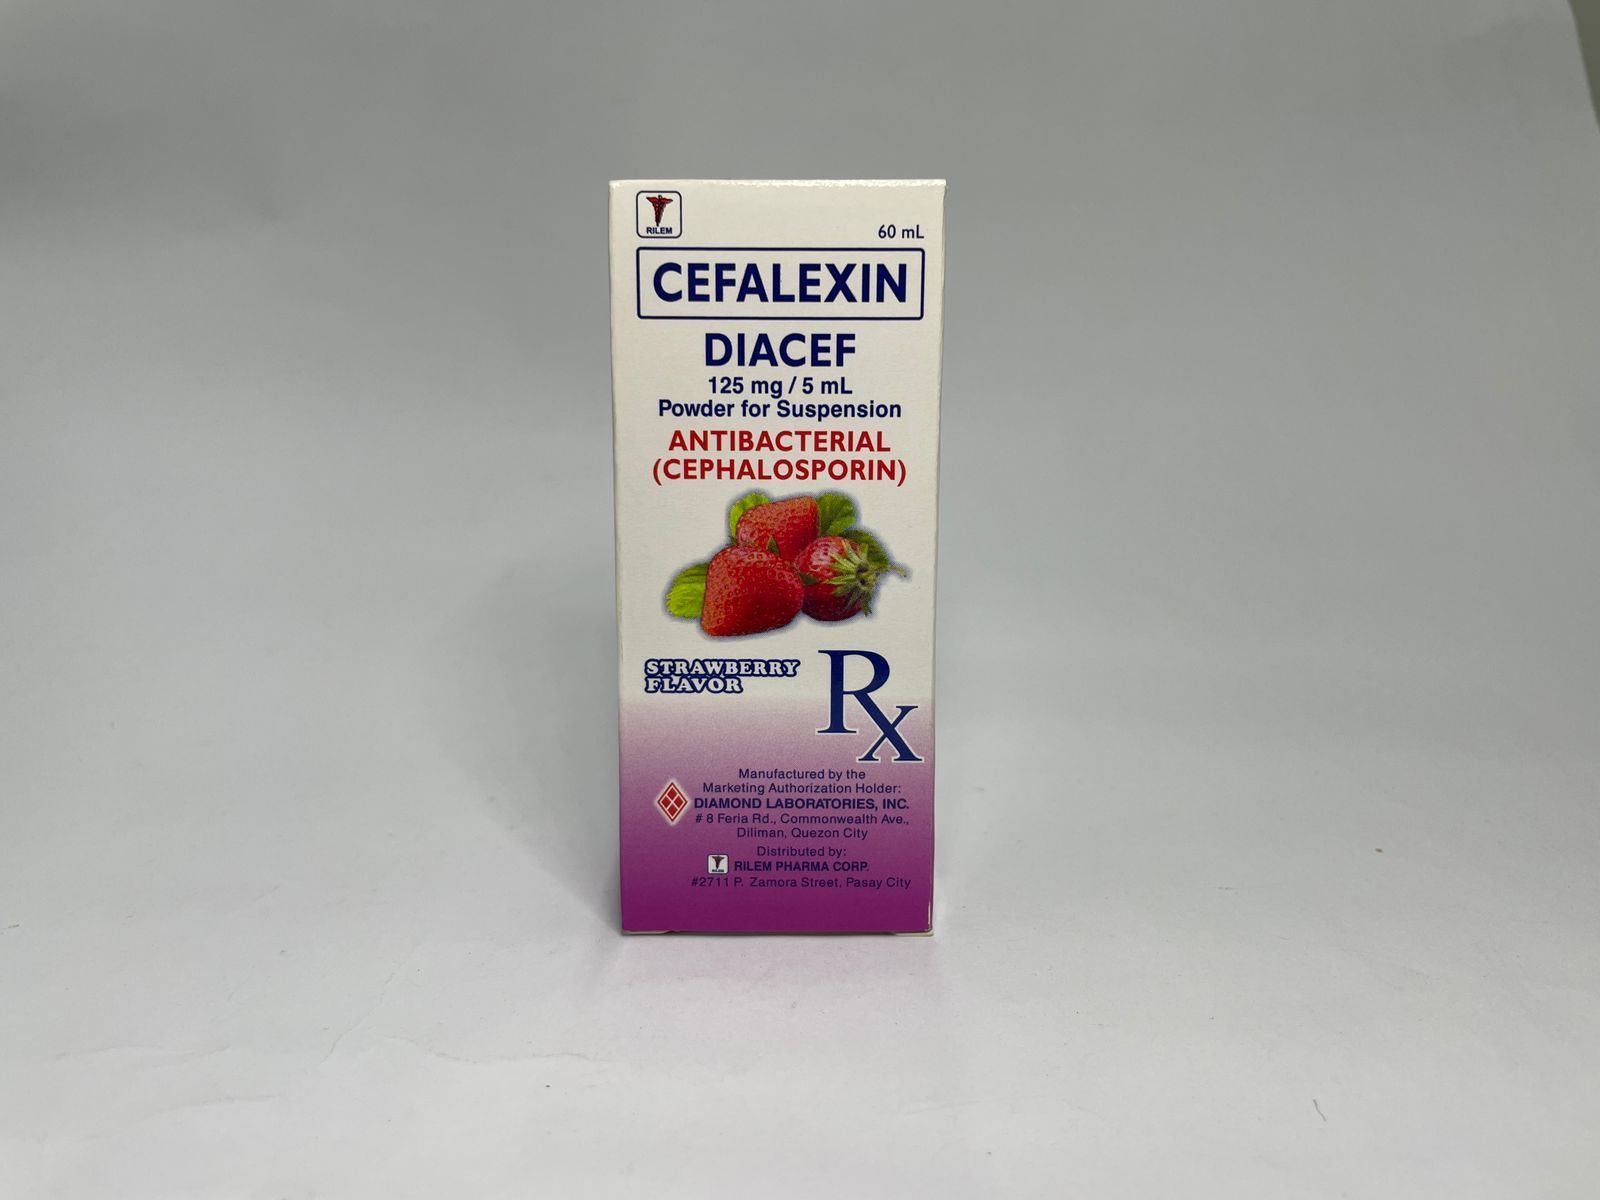 RILEM
60 mL
CEFALEXIN
DIACEF
125 mg / 5 mL
Powder for Suspension
ANTIBACTERIAL
(CEPHALOSPORIN)
STRAWBERRY
FLAVOR
Rx
Manufactured by the
Marketing Authorization Holder:
DIAMOND LABORATORIES, INC.
# 8 Feria Rd., Commonwealth Ave.,
Diliman, Quezon City
Distributed by:
RILEM
RILEM PHARMA CORP.
#2711 P. Zamora Street, Pasay City